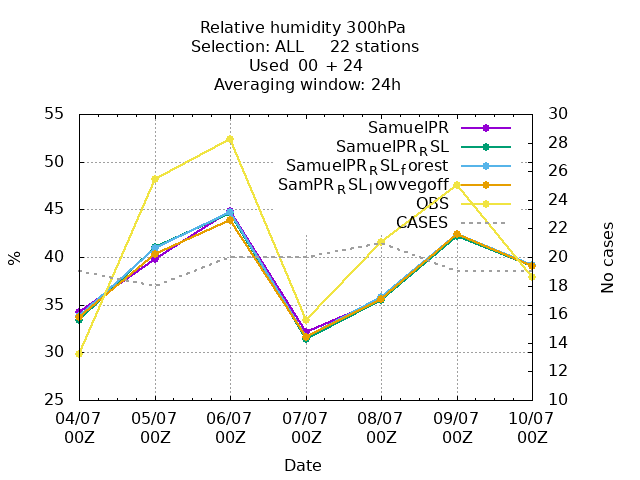 Relative humidity 300hPa
Selection: ALL     22 stations
Used  00 + 24
Averaging window: 24h
SamuelPR
SamuelPR_RSL
SamuelPR_RSL_forest
SamPR_RSL_lowvegoff
OBS
CASES
55
50
45
40
35
30
25
%
30
28
26
24
22
20
18
16
14
12
10
No cases
04/07 05/07 06/07 07/07 08/07 09/07 10/07
00Z 00Z 00Z 00Z 00Z 00Z 00Z
Date